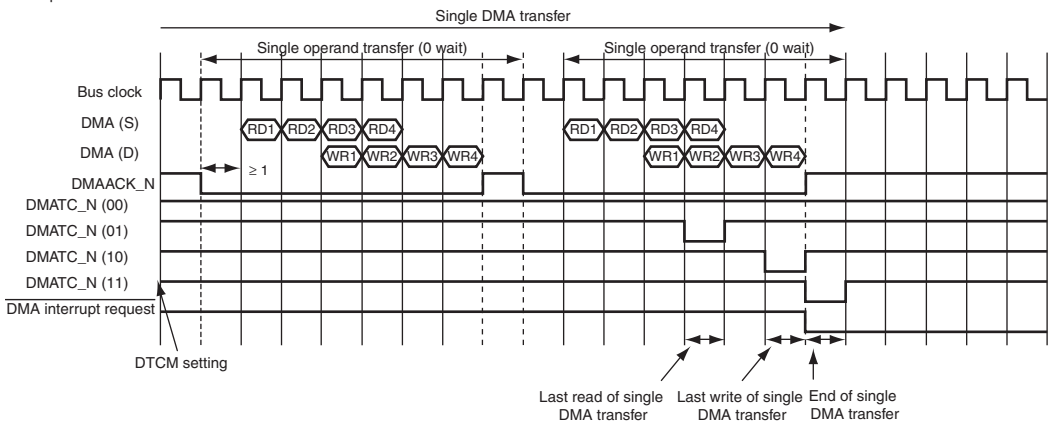 Single DMA transfer
Single operand transfer (0 wait) Single operand transfer (0 wait)
Bus clock
DMA (S) RD1 RD2 RD3 RD4 RD1 RD2 RD3 RD4
DMA (D) WR1 WR2 WR3 WR4 WR1 WR2 WR3 WR4
≥ 1
DMAACK_N
DMATC_N (00)
DMATC_N (01)
DMATC_N (10)
DMATC_N (11)
DMA interrupt request
DTCM setting
Last read of single
DMA transfer
Last write of single
DMA transfer
End of single
DMA transfer